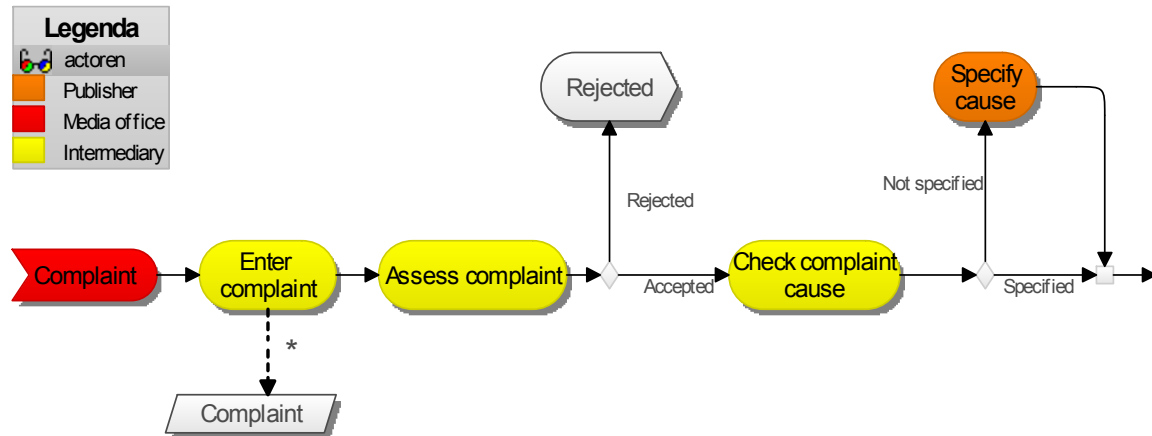 Legenda
actoren
Publisher
Media office
Intermediary
Rejected
Specify
cause
Not specified
Rejected
Complaint
Enter
complaint
Assess complaint
Accepted
Check complaint
cause
Specified
*
Complaint